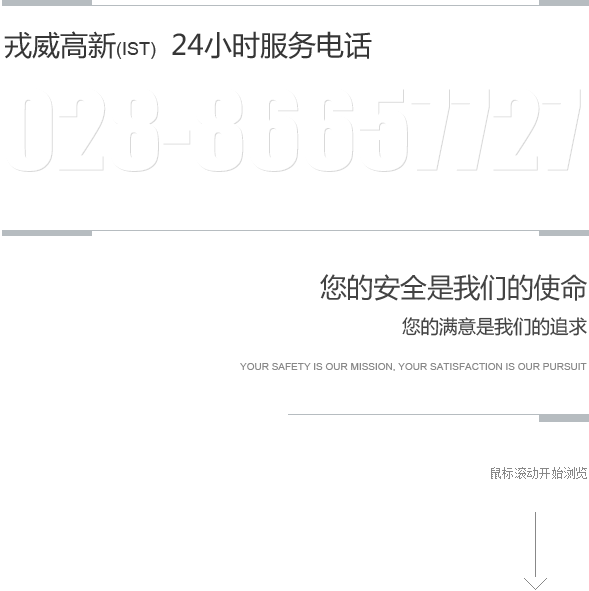 戎威高新(IST) 24小时服务电话
028-86657727
您的安全是我们的使命
您的满意是我们的追求
YOUR SAFETY IS OUR MISSION, YOUR SATISFACTION IS OUR PURSUIT
鼠标滚动开始浏览